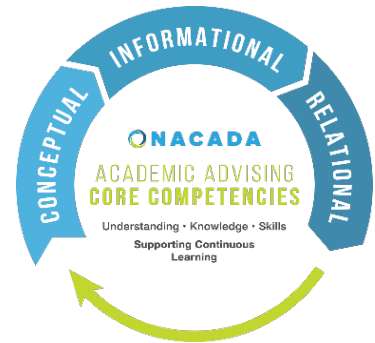 CONCEPTUAL
INFORMATIONAL
RELATIONAL
NACADA
ACADEMIC ADVISING
CORE COMPETENCIES
Understanding • Knowledge • Skills
Supporting Continuous
Learning